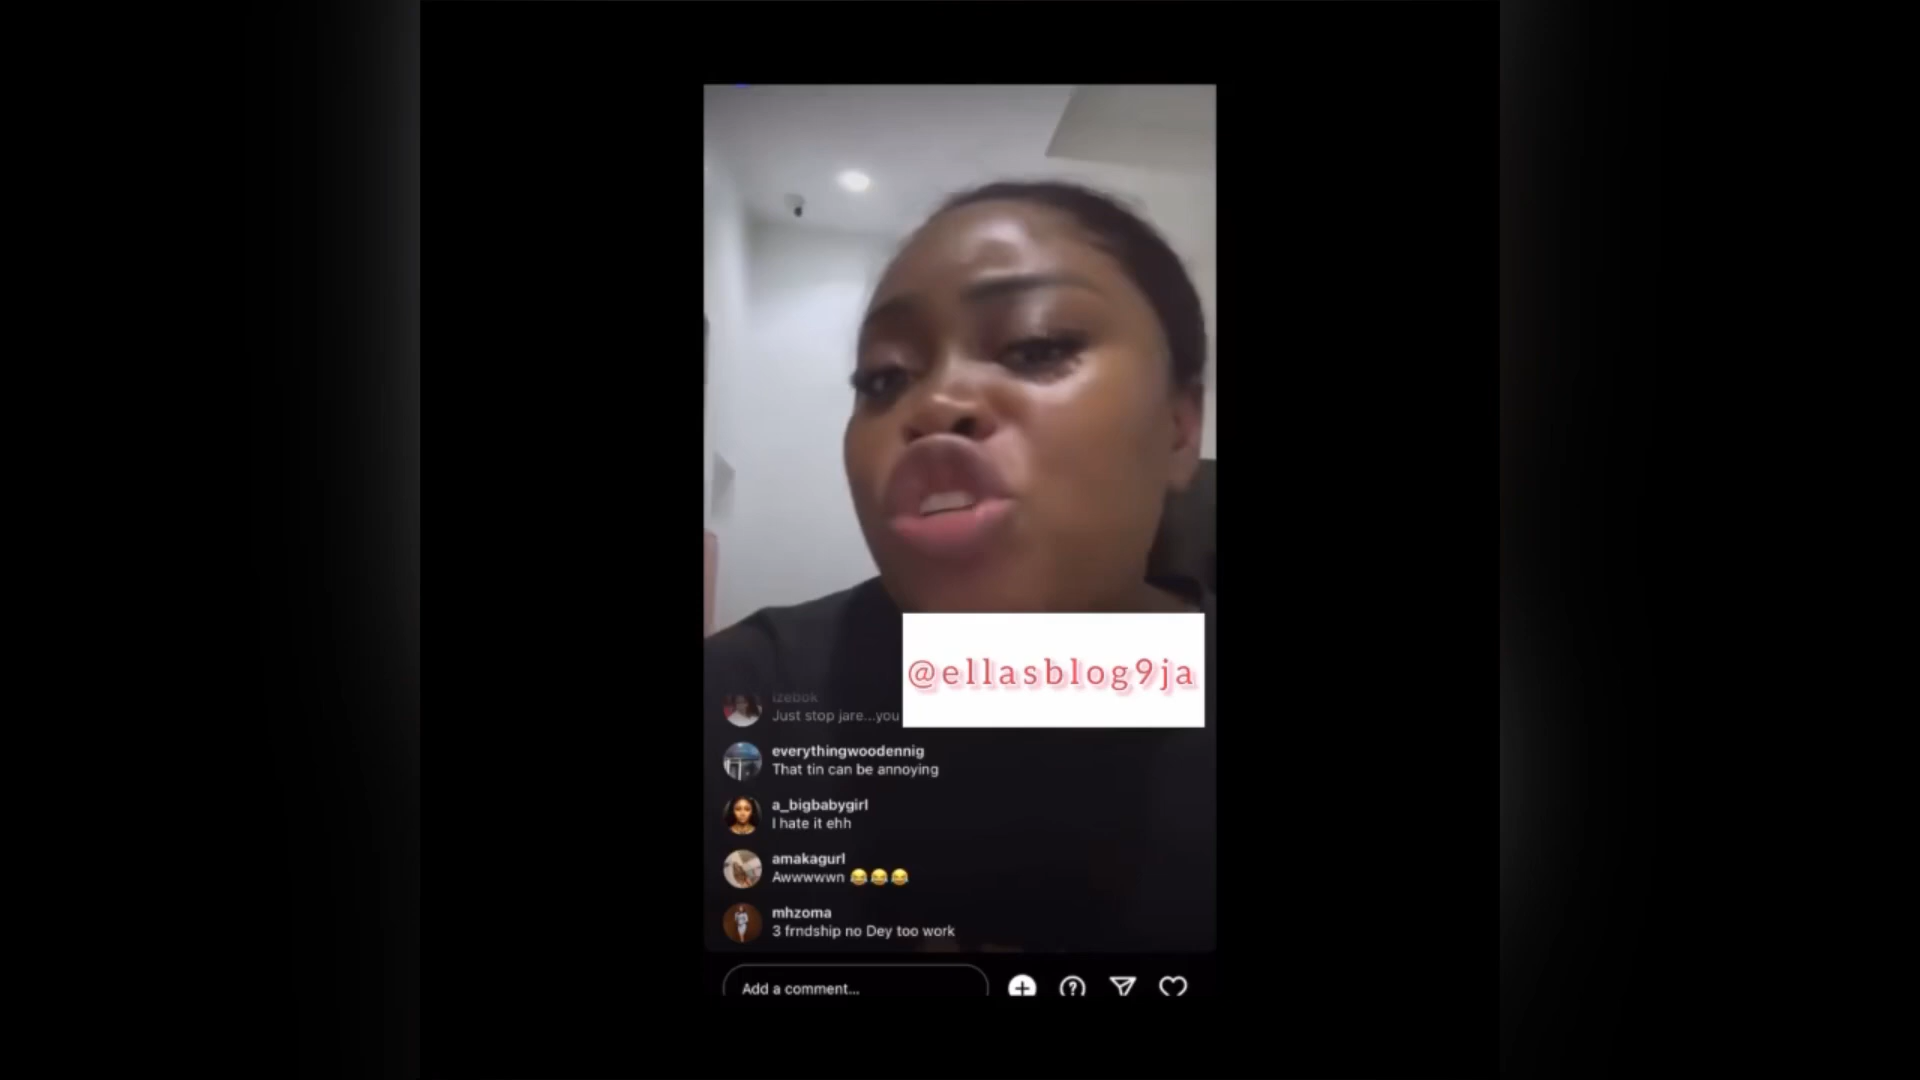 @ellasblog9ja
izebok
Just stop jare...you
everythingwoodennig
That tin can be annoying
a_bigbabygirl
I hate it ehh
amakagurl
Awwwwwn 😂😂😂
mhzoma
3 frndship no Dey too work
Add a comment...